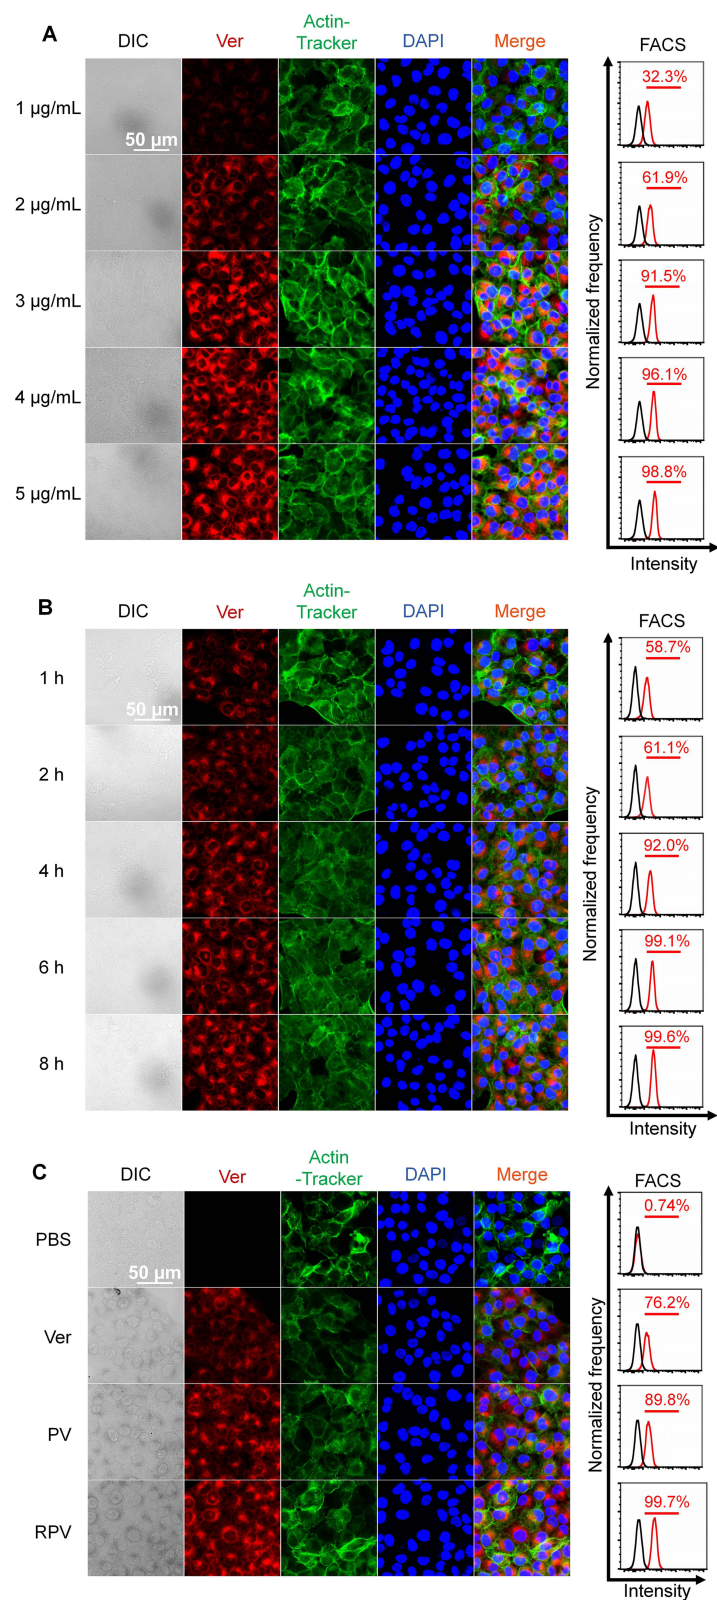 A
DIC
Ver
Actin-
Tracker
DAPI
Merge
FACS
1 µg/mL
50 µm
32.3%
2 µg/mL
61.9%
3 µg/mL
91.5%
4 µg/mL
96.1%
5 µg/mL
98.8%
Normalized frequency
Intensity
B
DIC
Ver
Actin-
Tracker
DAPI
Merge
FACS
1 h
50 µm
58.7%
2 h
61.1%
4 h
92.0%
6 h
99.1%
8 h
99.6%
Normalized frequency
Intensity
C
DIC
Ver
Actin
-Tracker
DAPI
Merge
FACS
PBS
50 µm
0.74%
Ver
76.2%
PV
89.8%
RPV
99.7%
Normalized frequency
Intensity